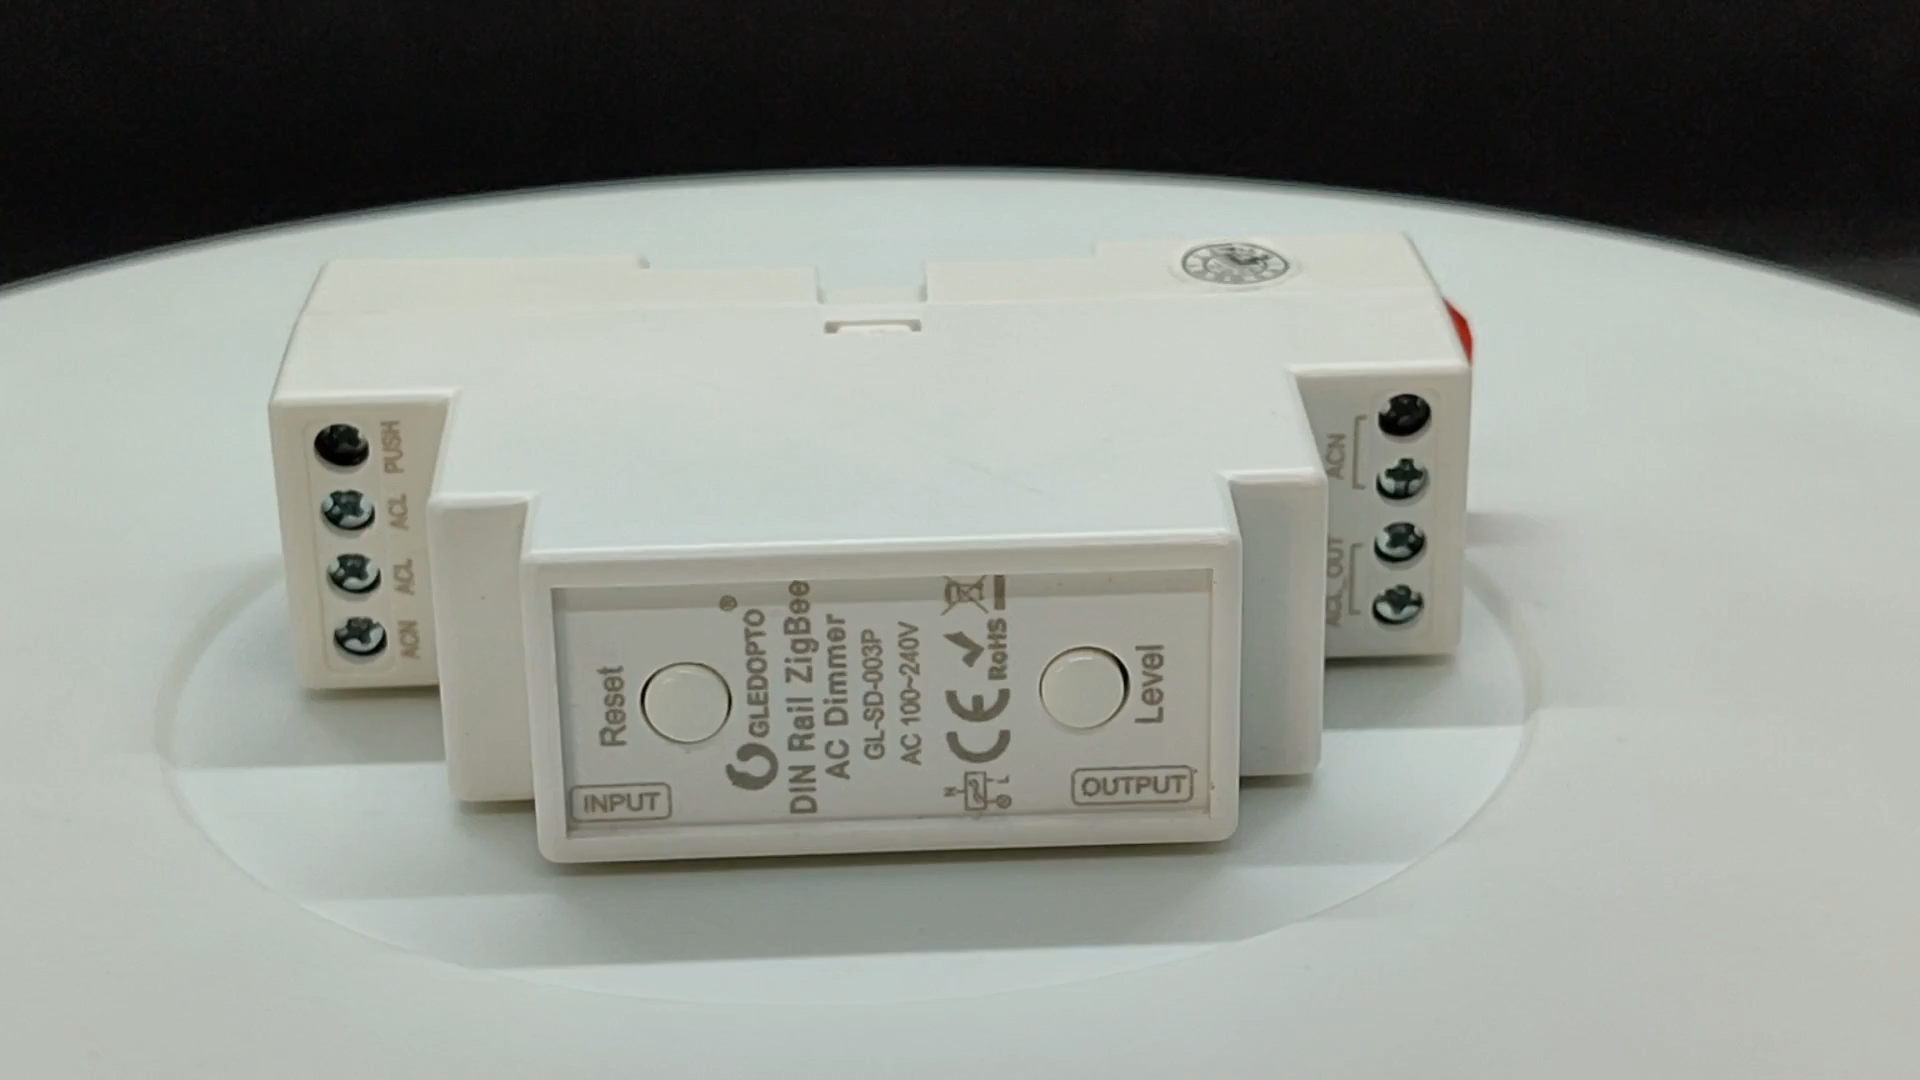 PUSH
ACL
ACL
ACN
Reset
INPUT
GLEDOPTO®
DIN Rail ZigBee
AC Dimmer
GL-SD-003P
AC 100~240V
CE
RoHS
N
L
Level
OUTPUT
ACN
ACL_OUT